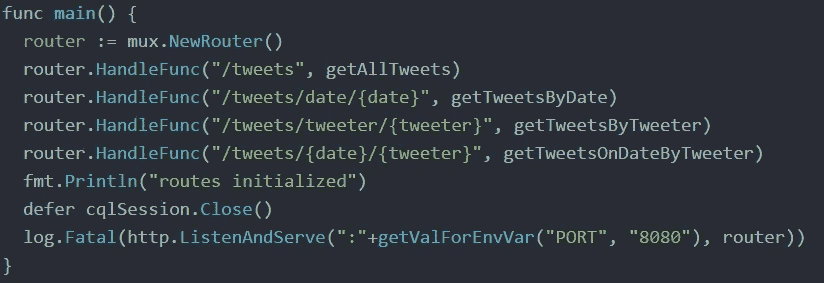 func main() {
  router := mux.NewRouter()
  router.HandleFunc("/tweets", getAllTweets)
  router.HandleFunc("/tweets/date/{date}", getTweetsByDate)
  router.HandleFunc("/tweets/tweeter/{tweeter}", getTweetsByTweeter)
  router.HandleFunc("/tweets/{date}/{tweeter}", getTweetsOnDateByTweeter)
  fmt.Println("routes initialized")
  defer cqlSession.Close()
  log.Fatal(http.ListenAndServe(":"+getValForEnvVar("PORT", "8080"), router))
}